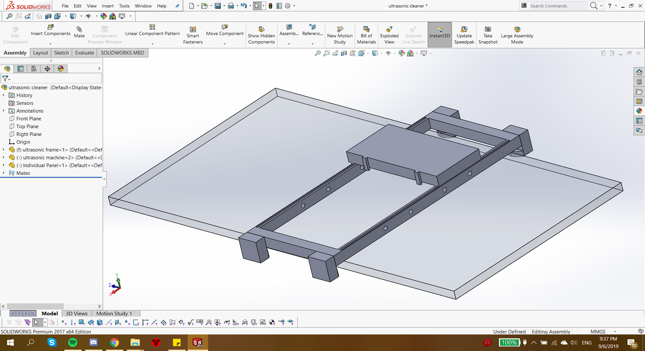 SOLIDWORKS
File Edit View Insert Tools Window Help
ultrasonic cleaner *
Search Commands
Edit Component
Insert Components
Mate
Component Preview Window
Linear Component Pattern
Smart Fasteners
Move Component
Show Hidden Components
Assemb...
Referenc...
New Motion Study
Bill of Materials
Exploded View
Explode Line Sketch
Instant3D
Update Speedpak
Take Snapshot
Large Assembly Mode
Assembly Layout Sketch Evaluate SOLIDWORKS MBD
ultrasonic cleaner (Default<Display State-
History
Sensors
Annotations
Front Plane
Top Plane
Right Plane
Origin
(f) ultrasonic frame<1> (Default<<Def
(-) ultrasonic machine<2> (Default<<D
(-) Individual Panel<1> (Default<<Def
Mates
Model 3D Views Motion Study 1
SOLIDWORKS Premium 2017 x64 Edition
Under Defined Editing Assembly MMGS
100%
ENG
9:37 PM
9/6/2019